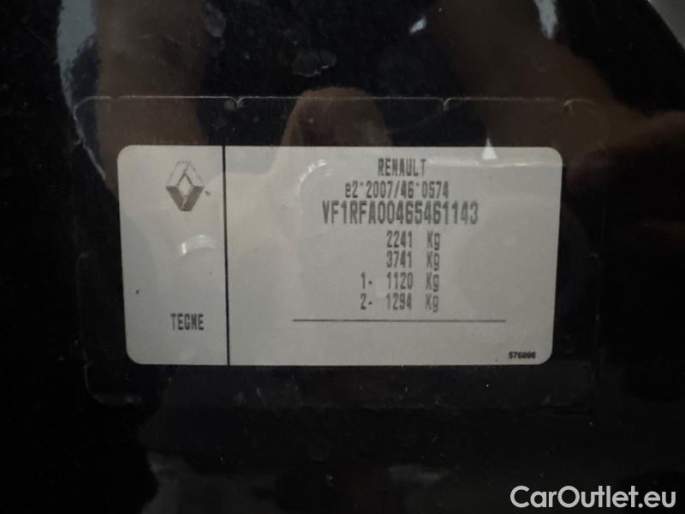 RENAULT
e2*2007/46*0574
VF1RFA00465461143
2241 Kg
3741 Kg
1- 1120 Kg
2- 1294 Kg
TEGNE
576096
CarOutlet.eu